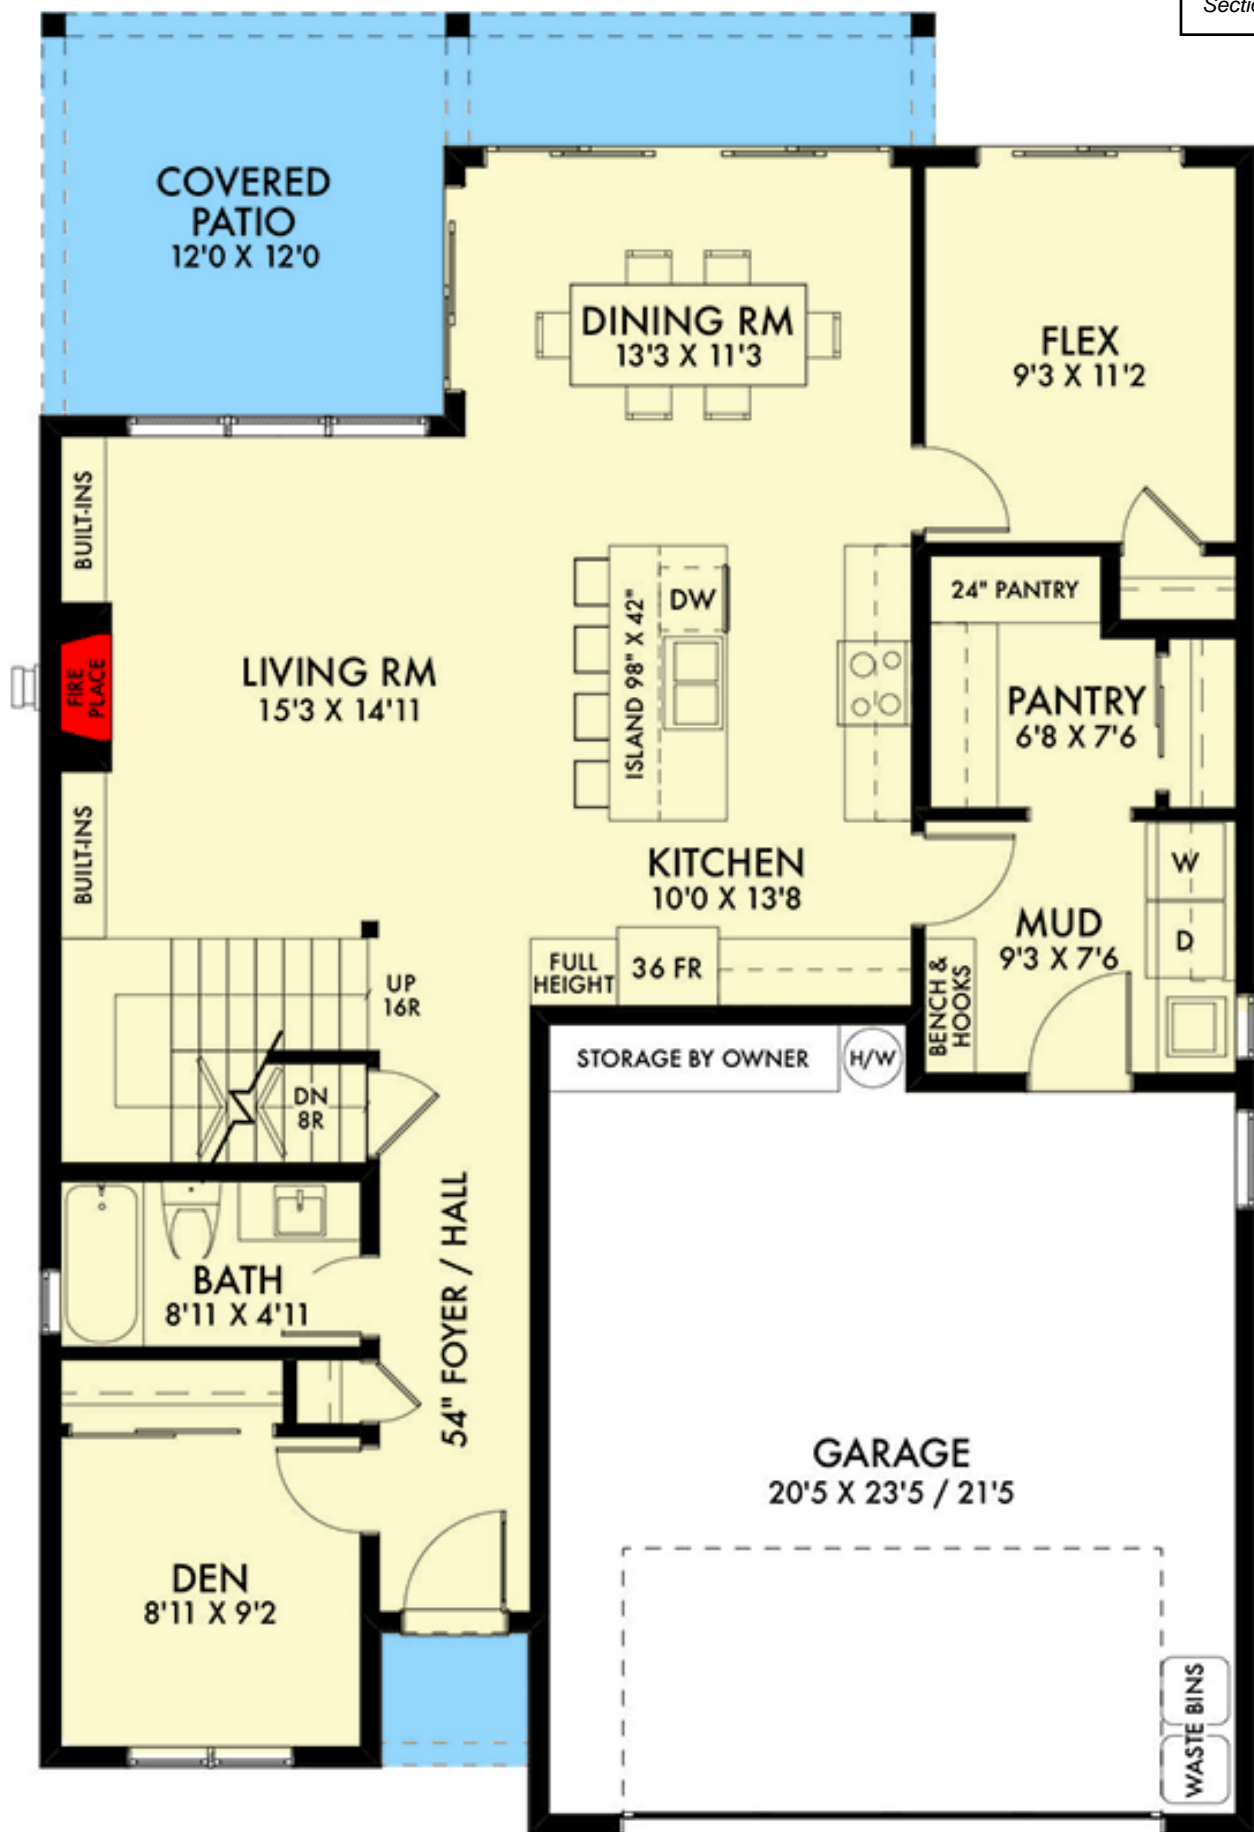 Sectio
COVERED
PATIO
12'0 X 12'0
DINING RM
13'3 X 11'3
FLEX
9'3 X 11'2
BUILT-INS
FIRE
PLACE
BUILT-INS
LIVING RM
15'3 X 14'11
ISLAND 98" X 42"
DW
24" PANTRY
PANTRY
6'8 X 7'6
KITCHEN
10'0 X 13'8
W
D
MUD
9'3 X 7'6
BENCH &
HOOKS
FULL
HEIGHT
36 FR
UP
16R
DN
8R
STORAGE BY OWNER
H/W
54" FOYER / HALL
BATH
8'11 X 4'11
GARAGE
20'5 X 23'5 / 21'5
DEN
8'11 X 9'2
WASTE BINS